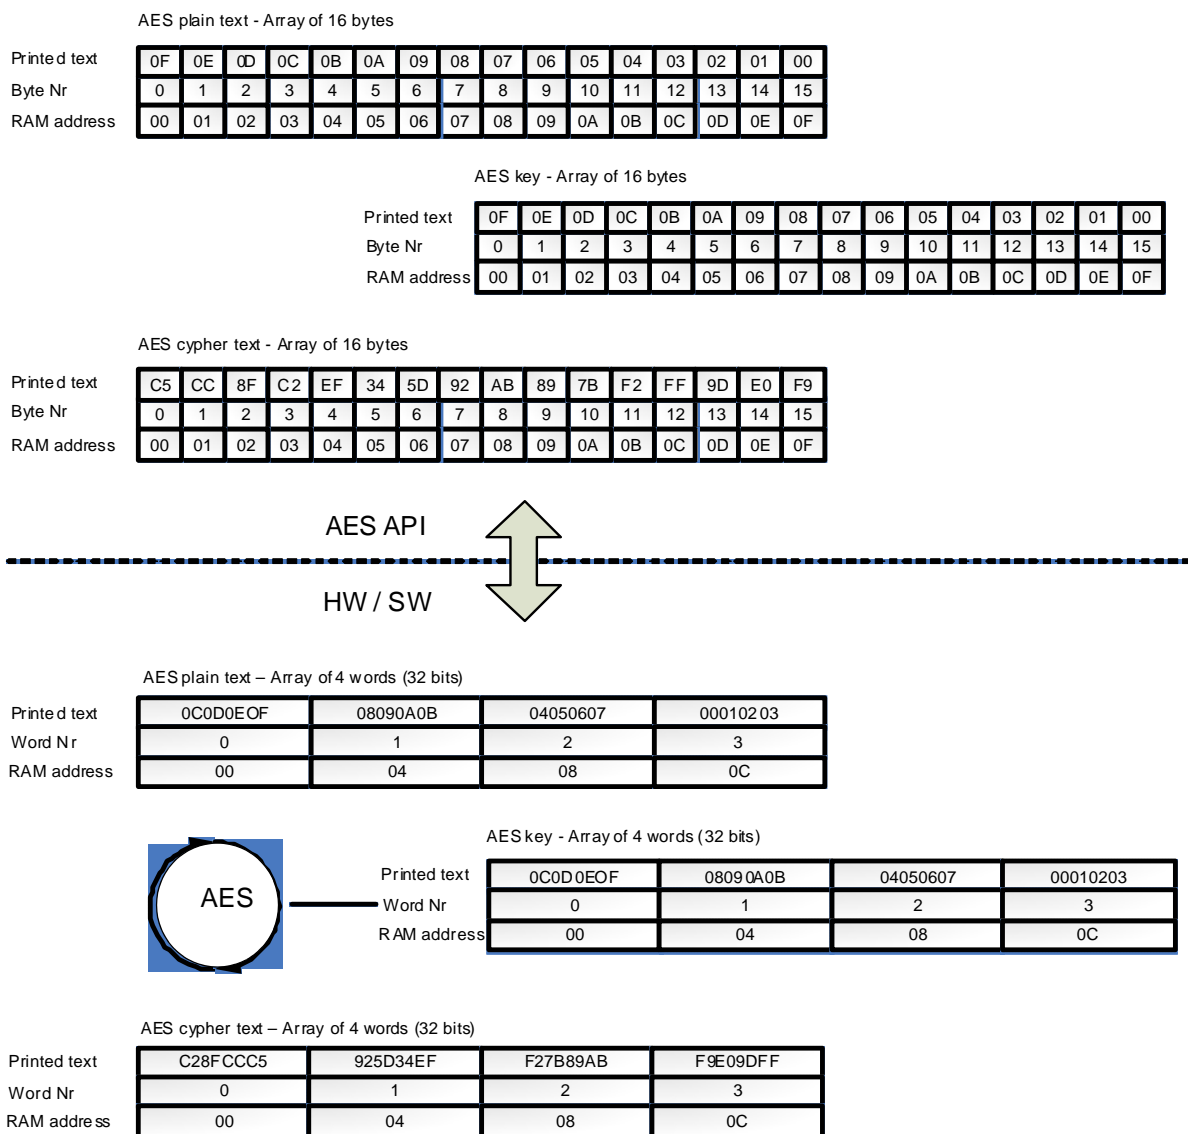 AES plain text - Array of 16 bytes
Printed text 0F 0E 0D 0C 0B 0A 09 08 07 06 05 04 03 02 01 00
Byte Nr 0 1 2 3 4 5 6 7 8 9 10 11 12 13 14 15
RAM address 00 01 02 03 04 05 06 07 08 09 0A 0B 0C 0D 0E 0F
AES key - Array of 16 bytes
Printed text 0F 0E 0D 0C 0B 0A 09 08 07 06 05 04 03 02 01 00
Byte Nr 0 1 2 3 4 5 6 7 8 9 10 11 12 13 14 15
RAM address 00 01 02 03 04 05 06 07 08 09 0A 0B 0C 0D 0E 0F
AES cypher text - Array of 16 bytes
Printed text C5 CC 8F C2 EF 34 5D 92 AB 89 7B F2 FF 9D E0 F9
Byte Nr 0 1 2 3 4 5 6 7 8 9 10 11 12 13 14 15
RAM address 00 01 02 03 04 05 06 07 08 09 0A 0B 0C 0D 0E 0F
AES API
HW / SW
AES plain text – Array of 4 words (32 bits)
Printed text 0C0D0EOF 08090A0B 04050607 00010203
Word Nr 0 1 2 3
RAM address 00 04 08 0C
AES key - Array of 4 words (32 bits)
Printed text 0C0D0EOF 08090A0B 04050607 00010203
AES Word Nr 0 1 2 3
RAM address 00 04 08 0C
AES cypher text – Array of 4 words (32 bits)
Printed text C28FCCC5 925D34EF F27B89AB F9E09DFF
Word Nr 0 1 2 3
RAM address 00 04 08 0C